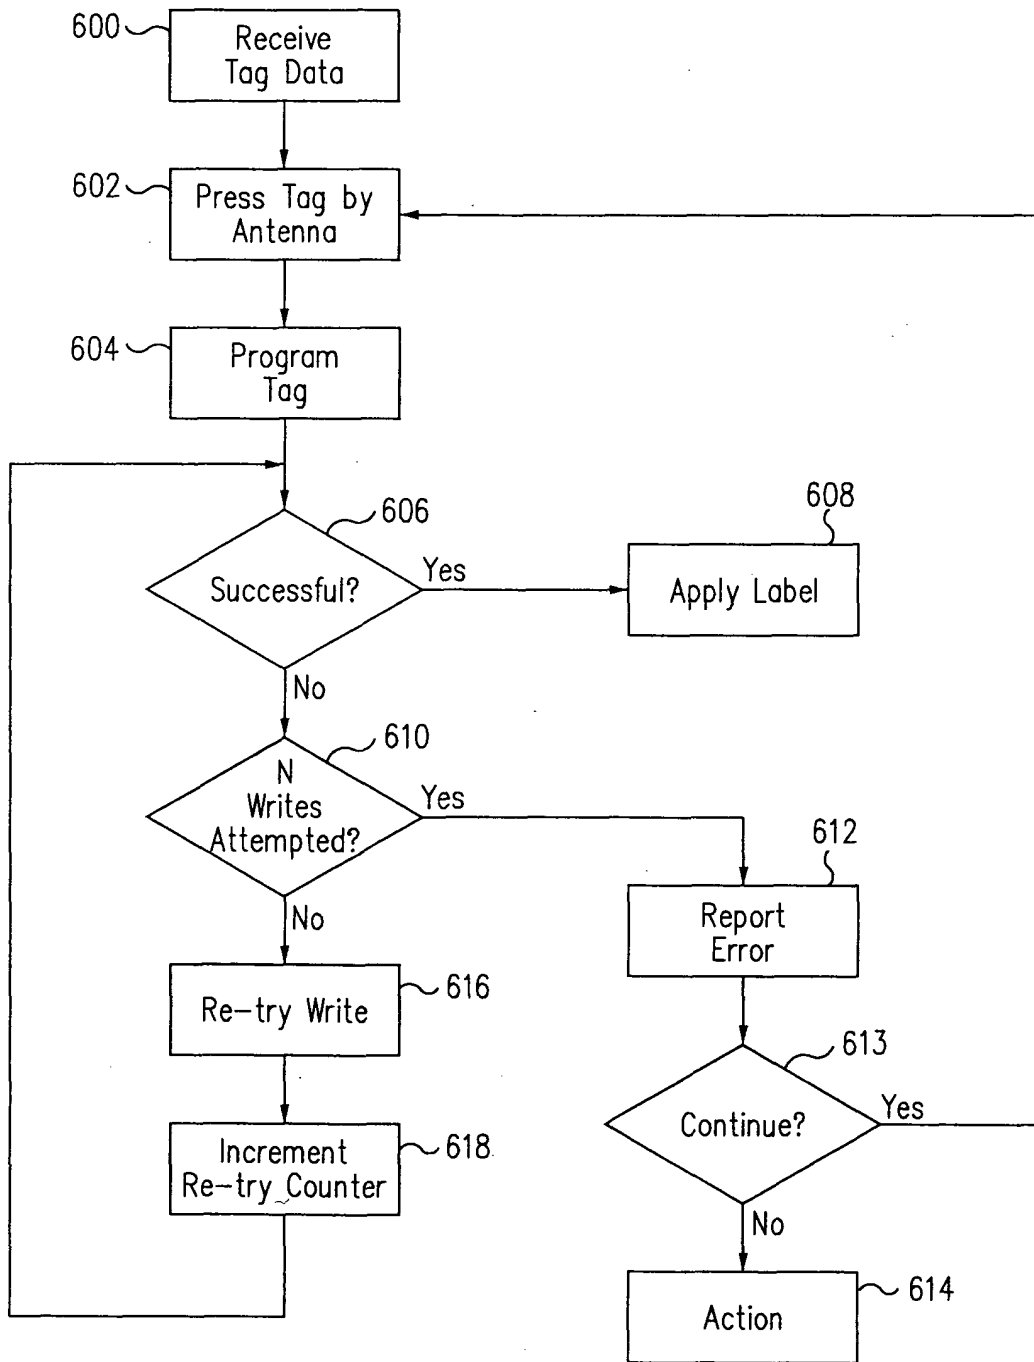 600
Receive
Tag Data
602
Press Tag by
Antenna
604
Program
Tag
606
Successful?
Yes
608
Apply Label
No
610
N
Writes
Attempted?
Yes
612
Report
Error
No
616
Re-try Write
613
Continue?
Yes
618
Increment
Re-try Counter
No
614
Action